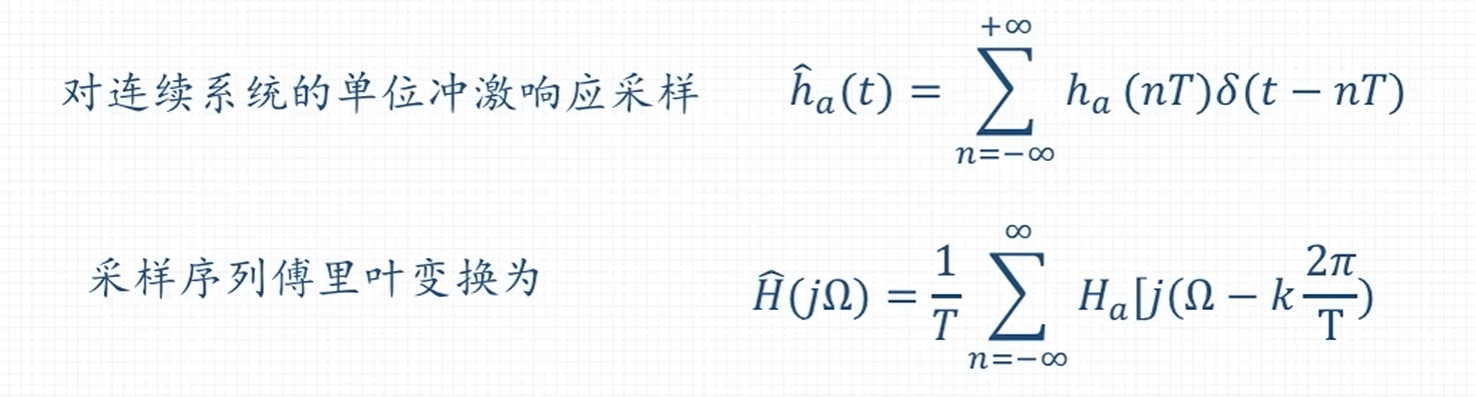 对连续系统的单位冲激响应采样 $\hat{h}_a(t) = \sum_{n=-\infty}^{+\infty} h_a(nT)\delta(t-nT)$
采样序列傅里叶变换为 $\hat{H}(j\Omega) = \frac{1}{T}\sum_{n=-\infty}^{\infty} H_a[j(\Omega - k\frac{2\pi}{\mathrm{T}})$